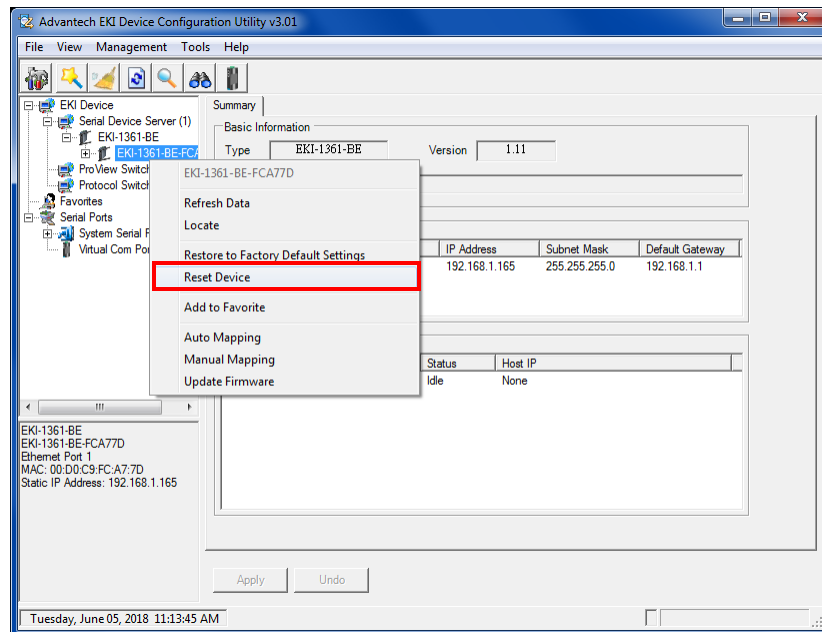 Advantech EKI Device Configuration Utility v3.01
File View Management Tools Help
EKI Device
Serial Device Server (1)
EKI-1361-BE
EKI-1361-BE-FCA
ProView Switch
Protocol Switch
Favorites
Serial Ports
System Serial P
Virtual Com Por
Summary
Basic Information
Type EKI-1361-BE Version 1.11
EKI-1361-BE-FCA77D
Refresh Data
Locate
Restore to Factory Default Settings
Reset Device
Add to Favorite
Auto Mapping
Manual Mapping
Update Firmware
IP Address Subnet Mask Default Gateway
192.168.1.165 255.255.255.0 192.168.1.1
Status Host IP
Idle None
EKI-1361-BE
EKI-1361-BE-FCA77D
Ethernet Port 1
MAC: 00:D0:C9:FC:A7:7D
Static IP Address: 192.168.1.165
Apply Undo
Tuesday, June 05, 2018 11:13:45 AM